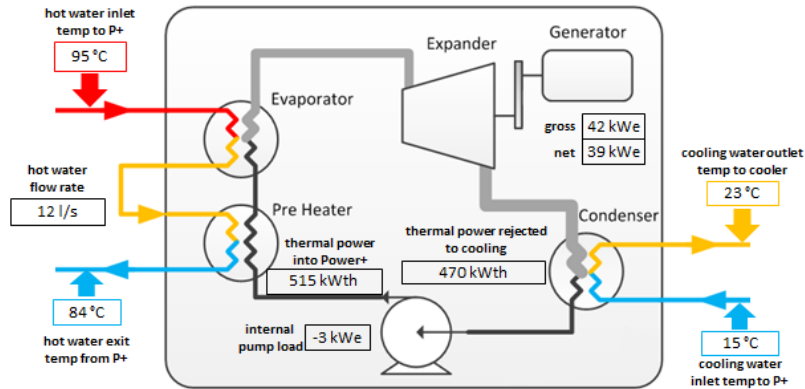 hot water inlet
temp to P+
95 °C
Evaporator
Expander
Generator
gross 42 kWe
net 39 kWe
hot water
flow rate
12 l/s
cooling water outlet
temp to cooler
23 °C
Pre Heater
Condenser
thermal power
into Power+
515 kWth
thermal power rejected
to cooling
470 kWth
84 °C
hot water exit
temp from P+
internal
pump load
-3 kWe
15 °C
cooling water
inlet temp to P+